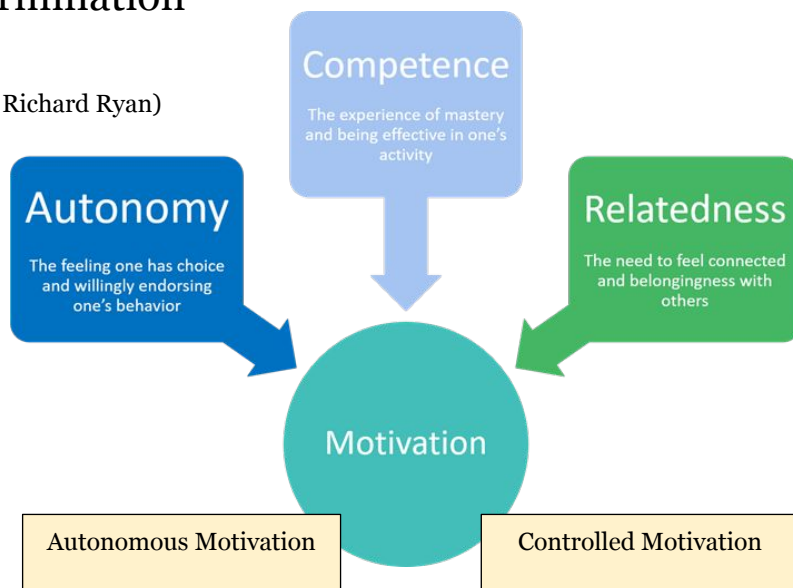 Richard Ryan)
Competence
The experience of mastery
and being effective in one's
activity
Autonomy
The feeling one has choice
and willingly endorsing
one's behavior
Relatedness
The need to feel connected
and belongingness with
others
Motivation
Autonomous Motivation
Controlled Motivation